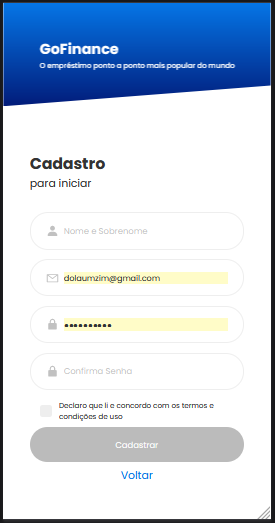 GoFinance
O empréstimo ponto a ponto mais popular do mundo
Cadastro
para iniciar
Nome e Sobrenome
dolaumzim@gmail.com
••••••••••
Confirma Senha
Declaro que li e concordo com os termos e
condições de uso
Cadastrar
Voltar